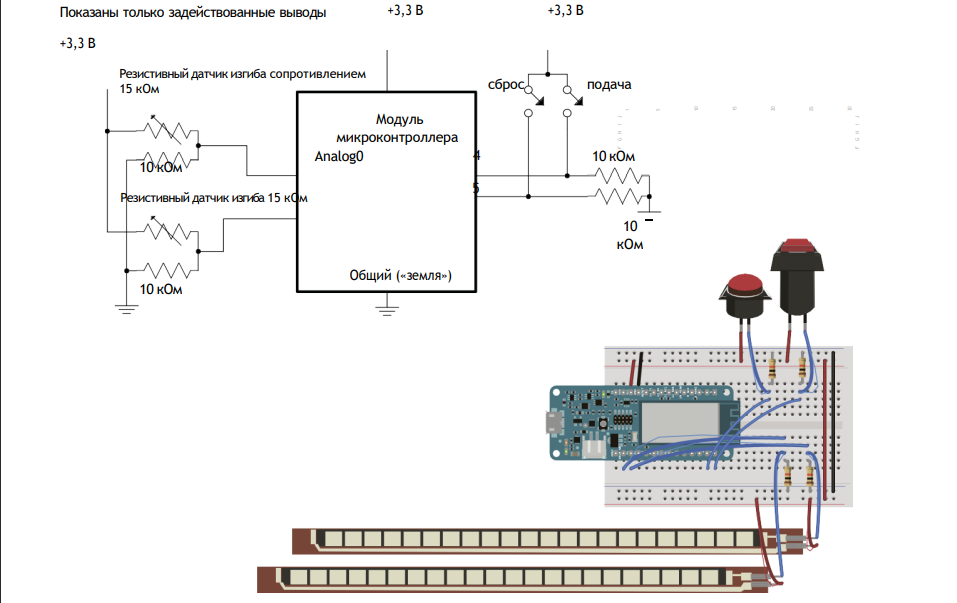 Показаны только задействованные выводы
+3,3 В
+3,3 В
+3,3 В
Резистивный датчик изгиба сопротивлением
15 кОм
сброс
подача
Модуль
микроконтроллера
Analog0
4
10 кОм
10 кОм
5
Резистивный датчик изгиба 15 кОм
10
кОм
Общий («земля»)
10 кОм